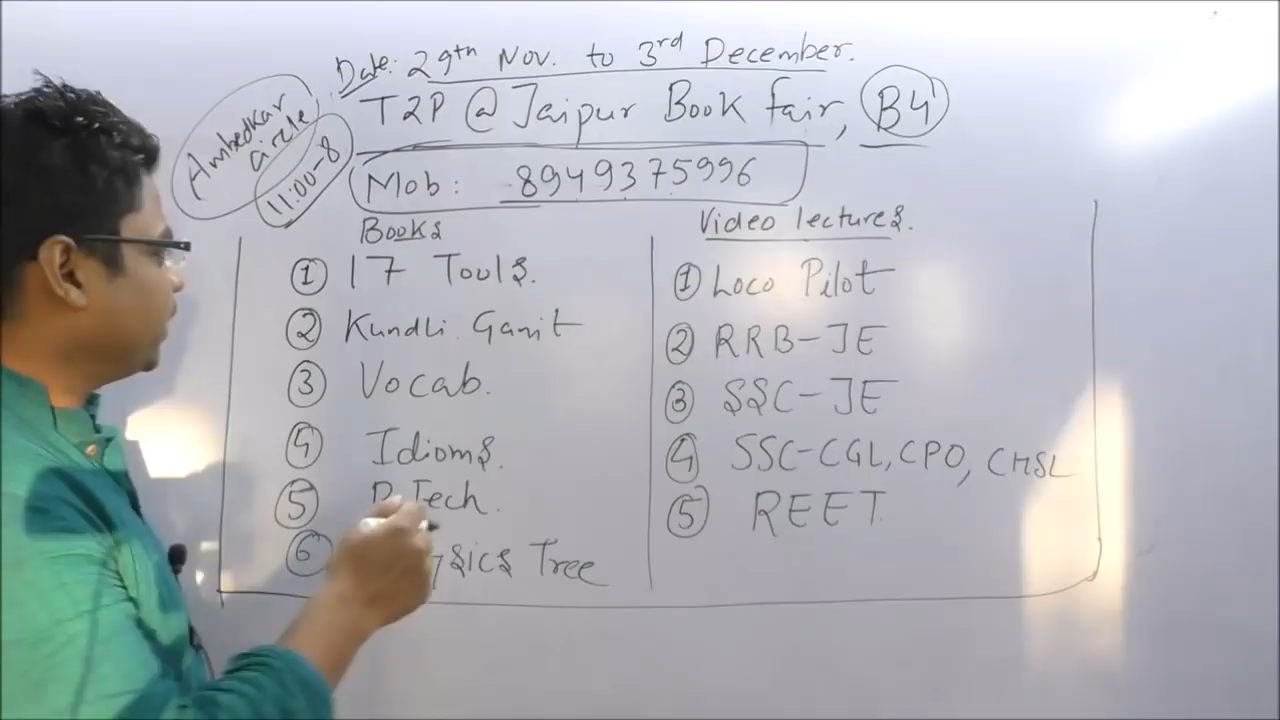 Date: 29th Nov. to 3rd December.
T2P @ Jaipur Book fair, B4
Ambedkar
circle
11:00-8
Mob: 8949375996
Books
1 17 Tools.
2 Kundli Ganit
3 Vocab.
4 Idioms.
5 Tech.
6 Tree
Video lectures.
1 Loco Pilot
2 RRB-JE
3 SSC-JE
4 SSC-CGL, CPO, CHSL
5 REET